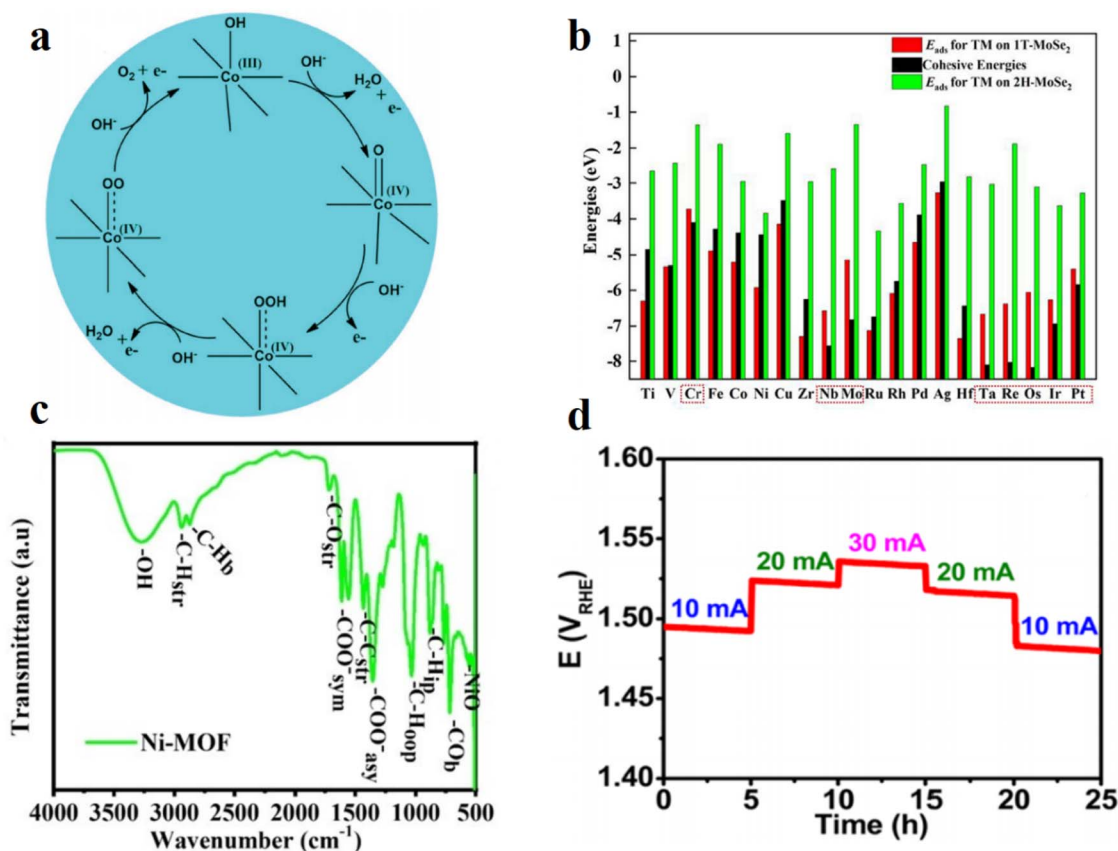 a
OH
Co(III)
O₂ + e-
OH⁻
OH⁻
H₂O + e-
O
Co(IV)
OO
Co(IV)
OH⁻
e-
OOH
Co(IV)
H₂O + e-
OH⁻
b
Eads for TM on 1T-MoSe₂
Cohesive Energies
Eads for TM on 2H-MoSe₂
Energies (eV)
1
0
-1
-2
-3
-4
-5
-6
-7
-8
Ti V Cr Fe Co Ni Cu Zr Nb Mo Ru Rh Pd Ag Hf Ta Re Os Ir Pt
c
Transmittance (a.u)
-OH
-C-Hstr
-C-Hb
-C-Ostr
-COO⁻sym
-C-Cstr
-COO⁻asy
-C-Hoop
-C-Hip
-COb
-NiO
Ni-MOF
4000 3500 3000 2500 2000 1500 1000 500
Wavenumber (cm⁻¹)
d
E (VRHE)
1.60
1.55
1.50
1.45
1.40
10 mA
20 mA
30 mA
20 mA
10 mA
0 5 10 15 20 25
Time (h)